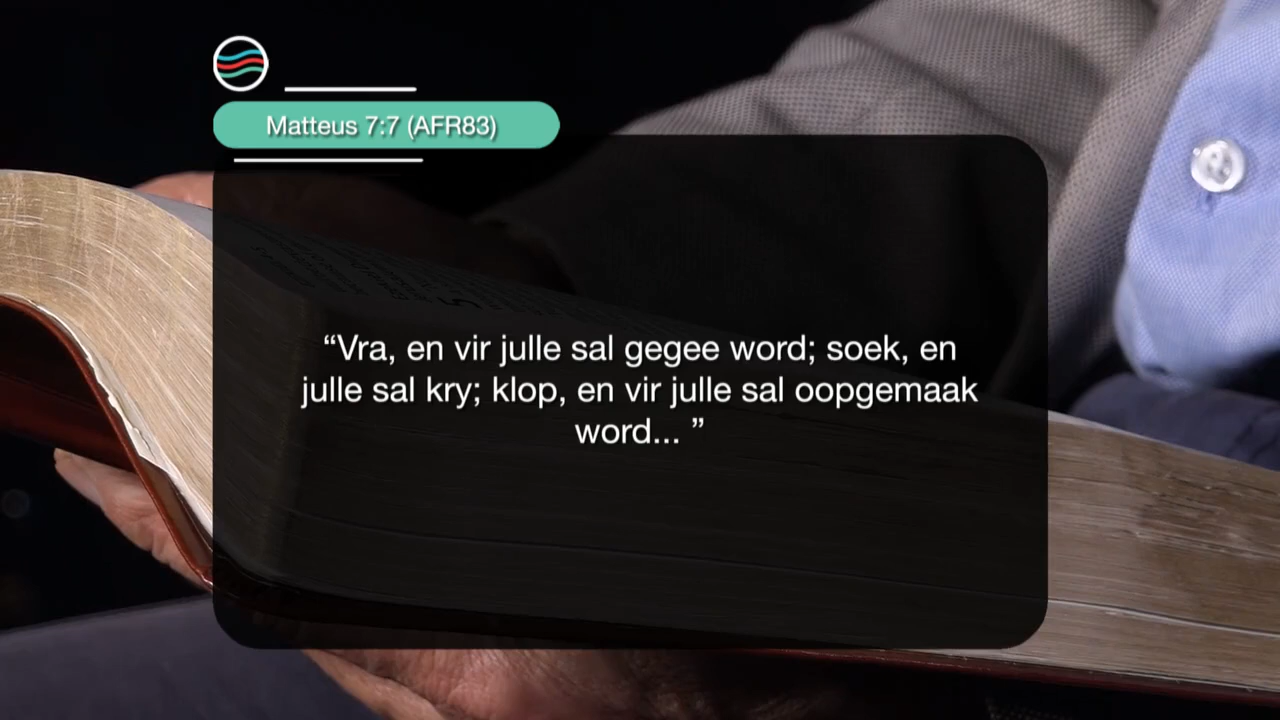 Matteus 7:7 (AFR83)
“Vra, en vir julle sal gegee word; soek, en
julle sal kry; klop, en vir julle sal oopgemaak
word... ”